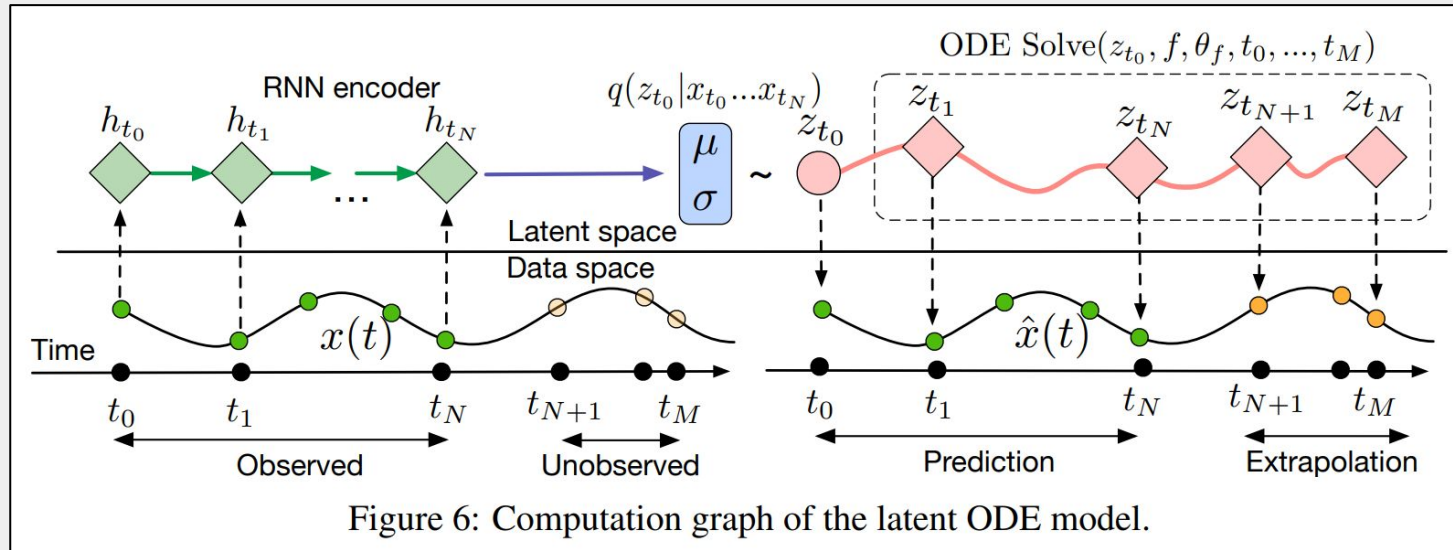 ODE Solve(z_{t_0}, f, θ_f, t_0, ..., t_M)
RNN encoder
q(z_{t_0}|x_{t_0}...x_{t_N})
h_{t_0} h_{t_1} h_{t_N}
...
μ
σ
~
z_{t_0} z_{t_1} z_{t_N} z_{t_{N+1}} z_{t_M}
Latent space
Data space
x(t) x̂(t)
Time
t_0 t_1 t_N t_{N+1} t_M t_0 t_1 t_N t_{N+1} t_M
Observed Unobserved Prediction Extrapolation
Figure 6: Computation graph of the latent ODE model.